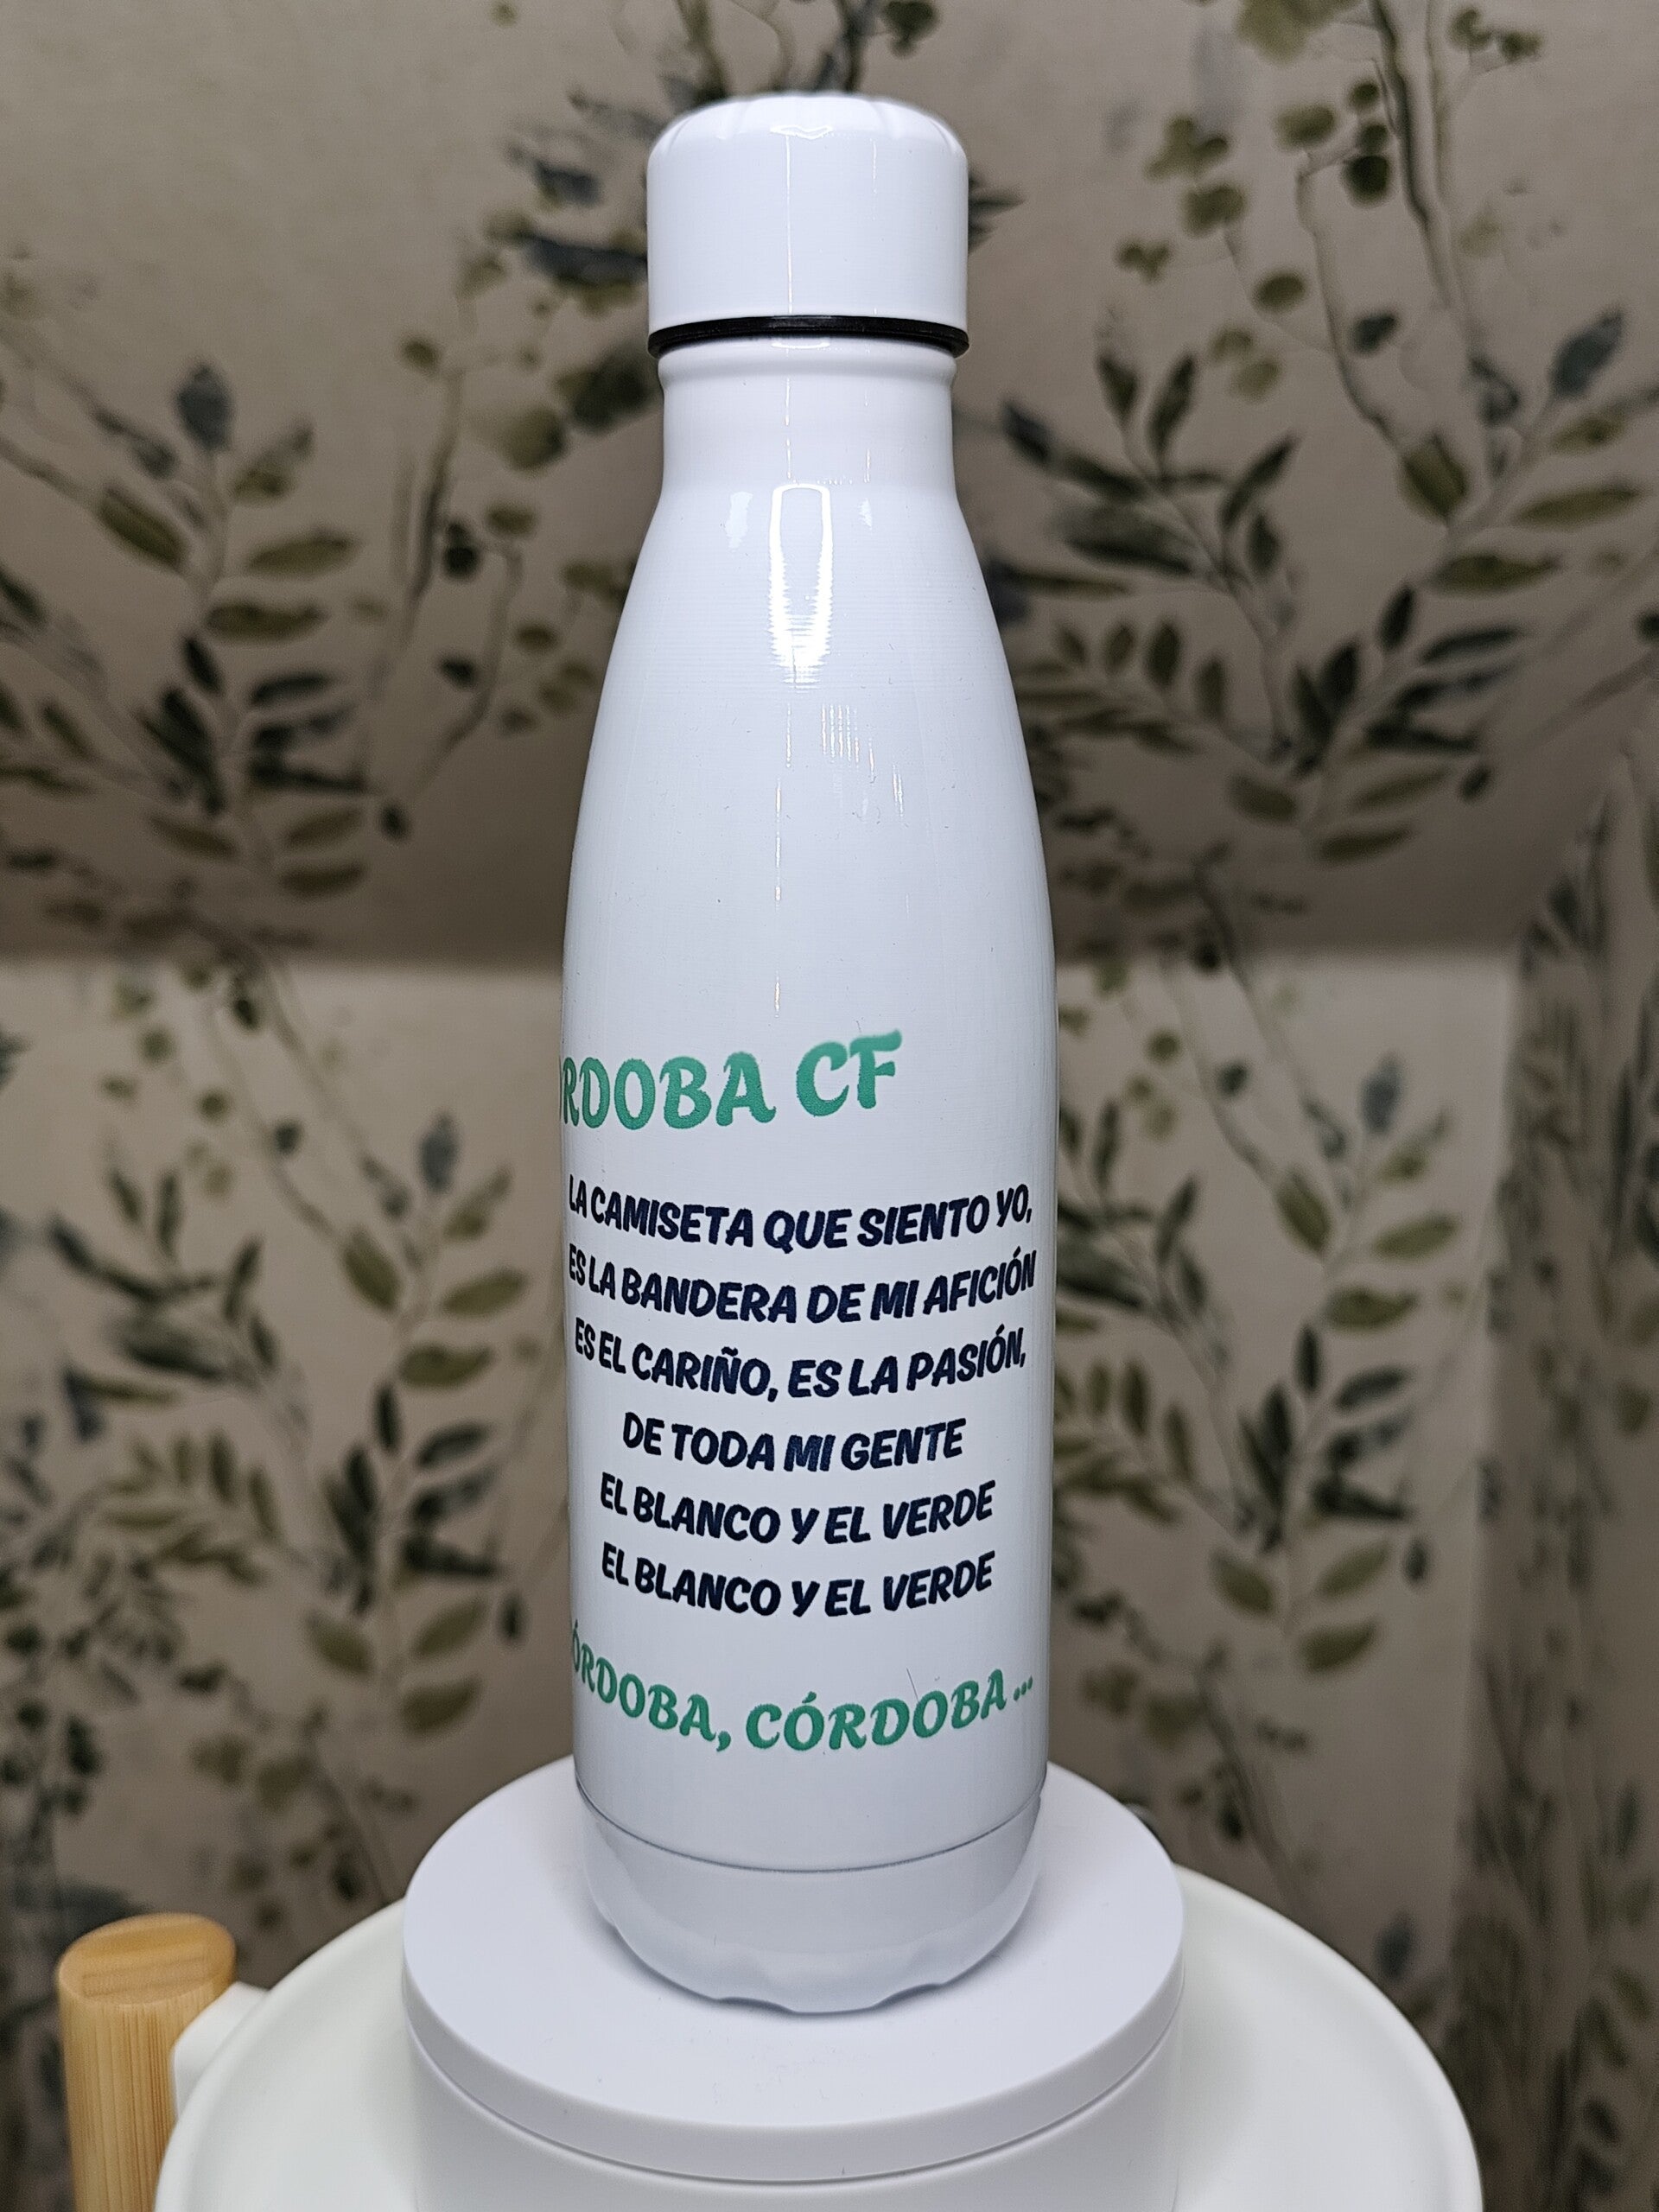 RDOBA CF
LA CAMISETA QUE SIENTO YO,
ES LA BANDERA DE MI AFICIÓN
ES EL CARIÑO, ES LA PASIÓN,
DE TODA MI GENTE
EL BLANCO Y EL VERDE
EL BLANCO Y EL VERDE
ÓRDOBA, CÓRDOBA...